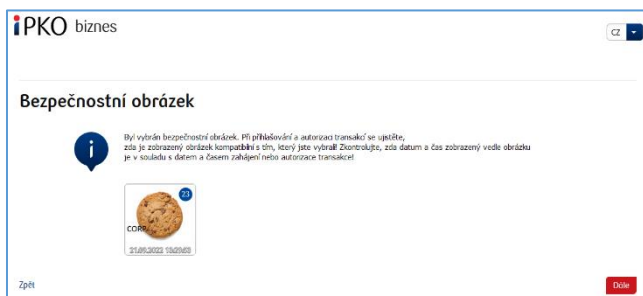 iPKO biznes
CZ
Bezpečnostní obrázek
Byl vybrán bezpečnostní obrázek. Při přihlašování a autorizaci transakcí se ujistěte,
zda je zobrazený obrázek kompatibilní s tím, který jste vybrali! Zkontrolujte, zda datum a čas zobrazený vedle obrázku
je v souladu s datem a časem zahájení nebo autorizace transakce!
23
CORP
Zpět
Dále